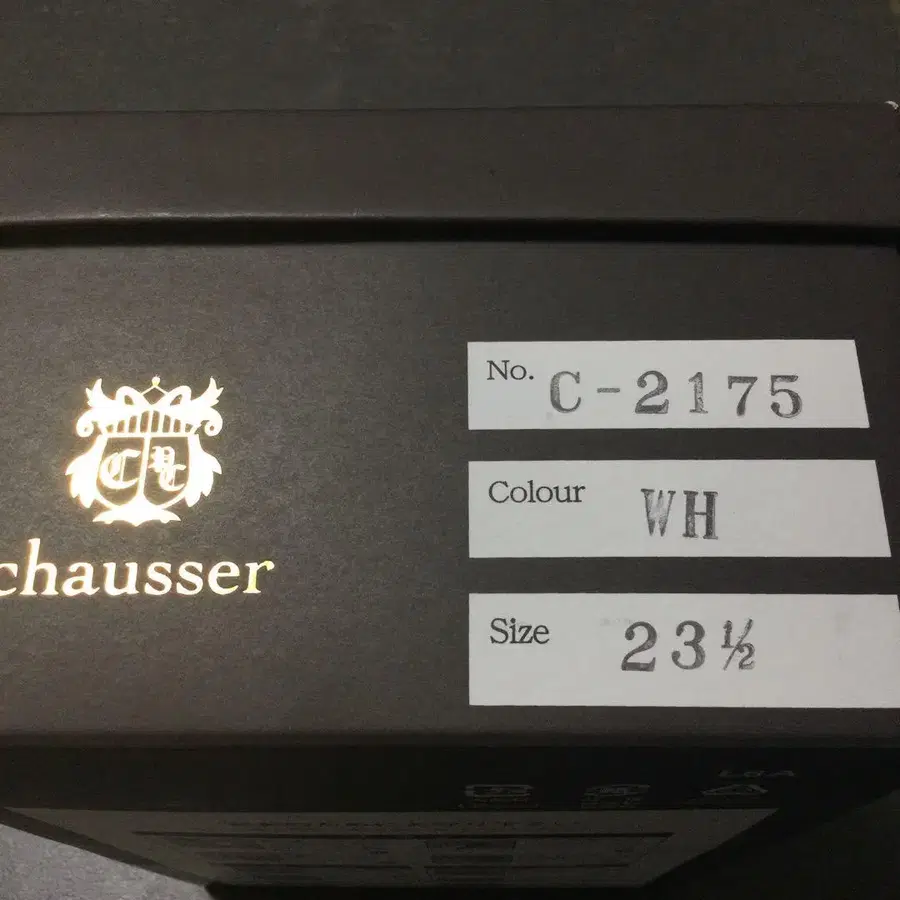 No. C-2175
Colour WH
Size 23½
chausser